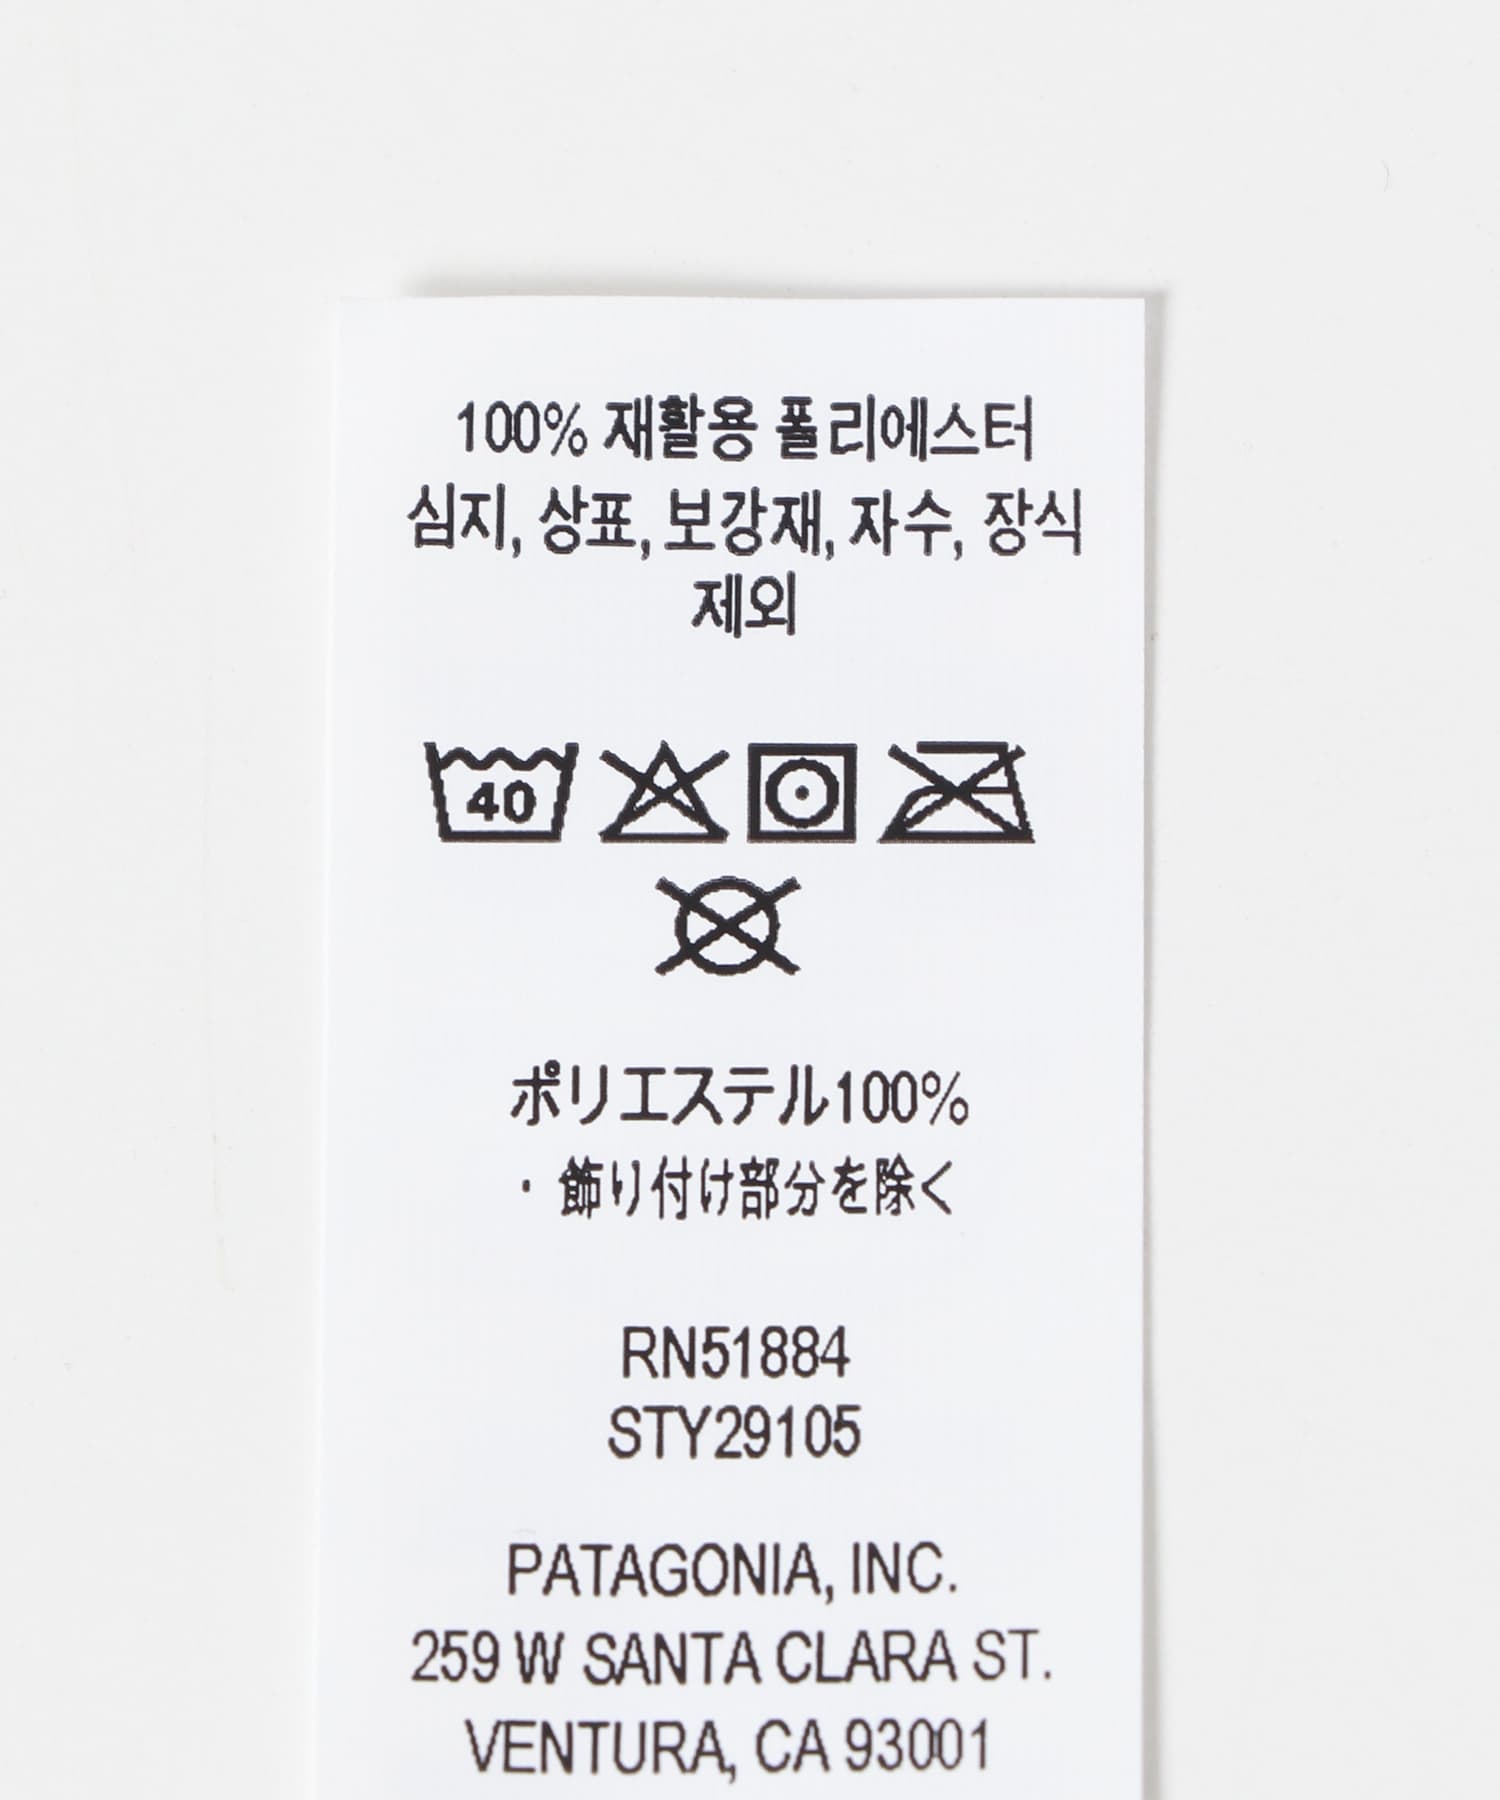 100% 재활용 폴리에스터
심지, 상표, 보강재, 자수, 장식
제외
40
ポリエステル100%
・飾り付け部分を除く
RN51884
STY29105
PATAGONIA, INC.
259 W SANTA CLARA ST.
VENTURA, CA 93001